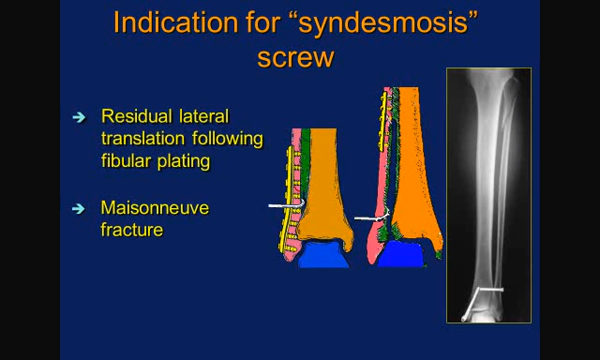 Indication for “syndesmosis”
screw
Residual lateral
translation following
fibular plating
Maisonneuve
fracture